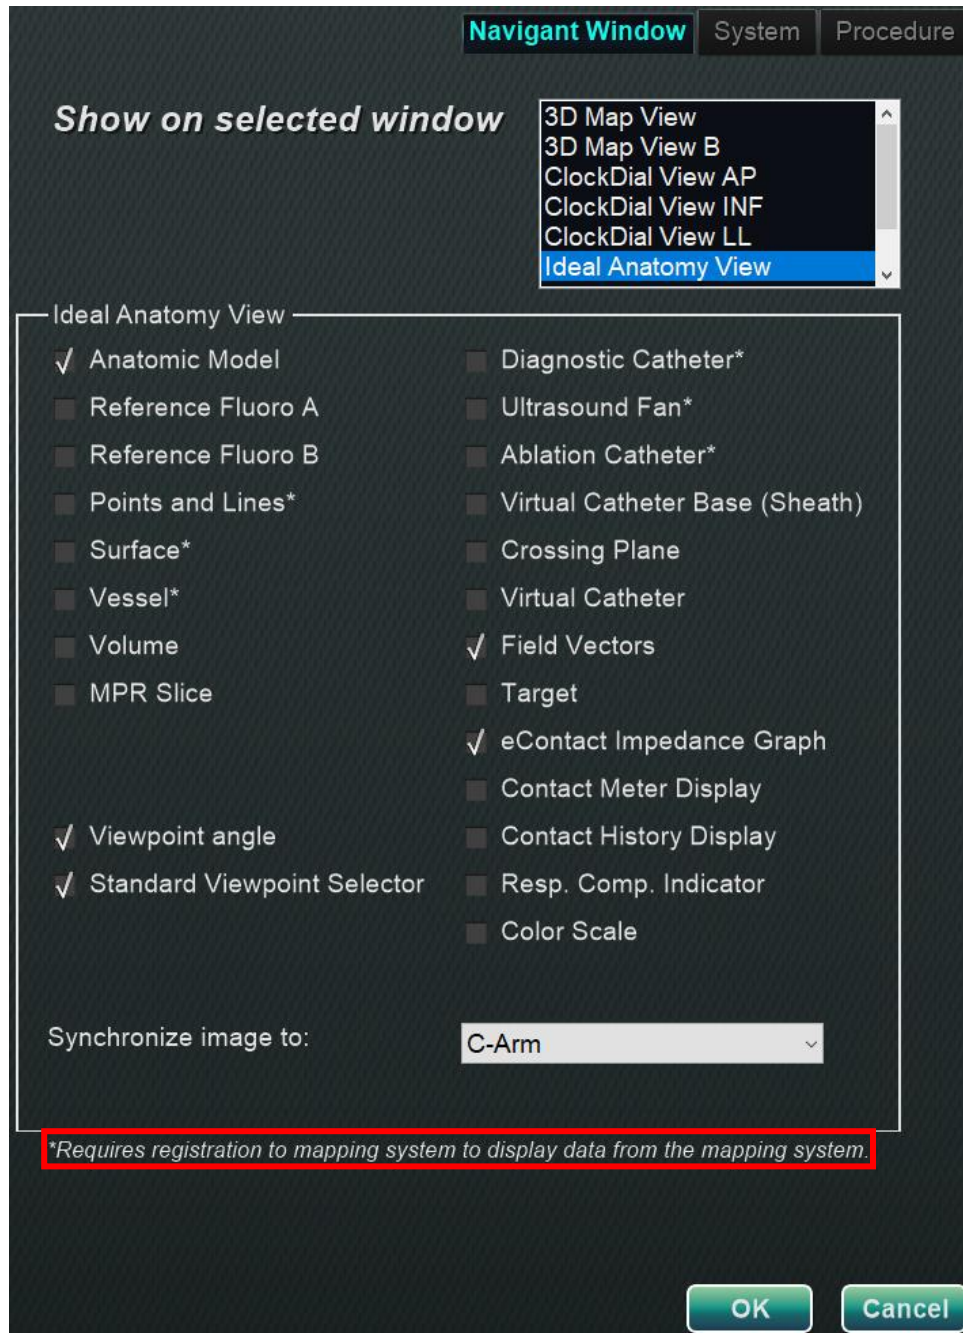 Navigant Window System Procedure
Show on selected window
3D Map View
3D Map View B
ClockDial View AP
ClockDial View INF
ClockDial View LL
Ideal Anatomy View
Ideal Anatomy View
Anatomic Model
Reference Fluoro A
Reference Fluoro B
Points and Lines*
Surface*
Vessel*
Volume
MPR Slice
Viewpoint angle
Standard Viewpoint Selector
Diagnostic Catheter*
Ultrasound Fan*
Ablation Catheter*
Virtual Catheter Base (Sheath)
Crossing Plane
Virtual Catheter
Field Vectors
Target
eContact Impedance Graph
Contact Meter Display
Contact History Display
Resp. Comp. Indicator
Color Scale
Synchronize image to:
C-Arm
*Requires registration to mapping system to display data from the mapping system.
OK Cancel